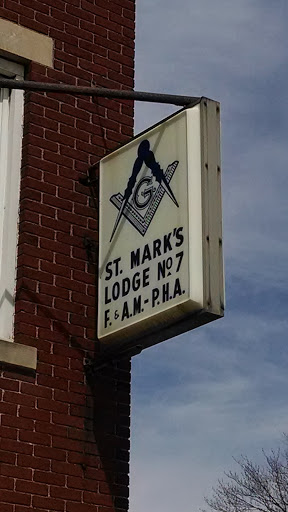 G
ST. MARK'S
LODGE Nº 7
F. & A.M.-P.H.A.